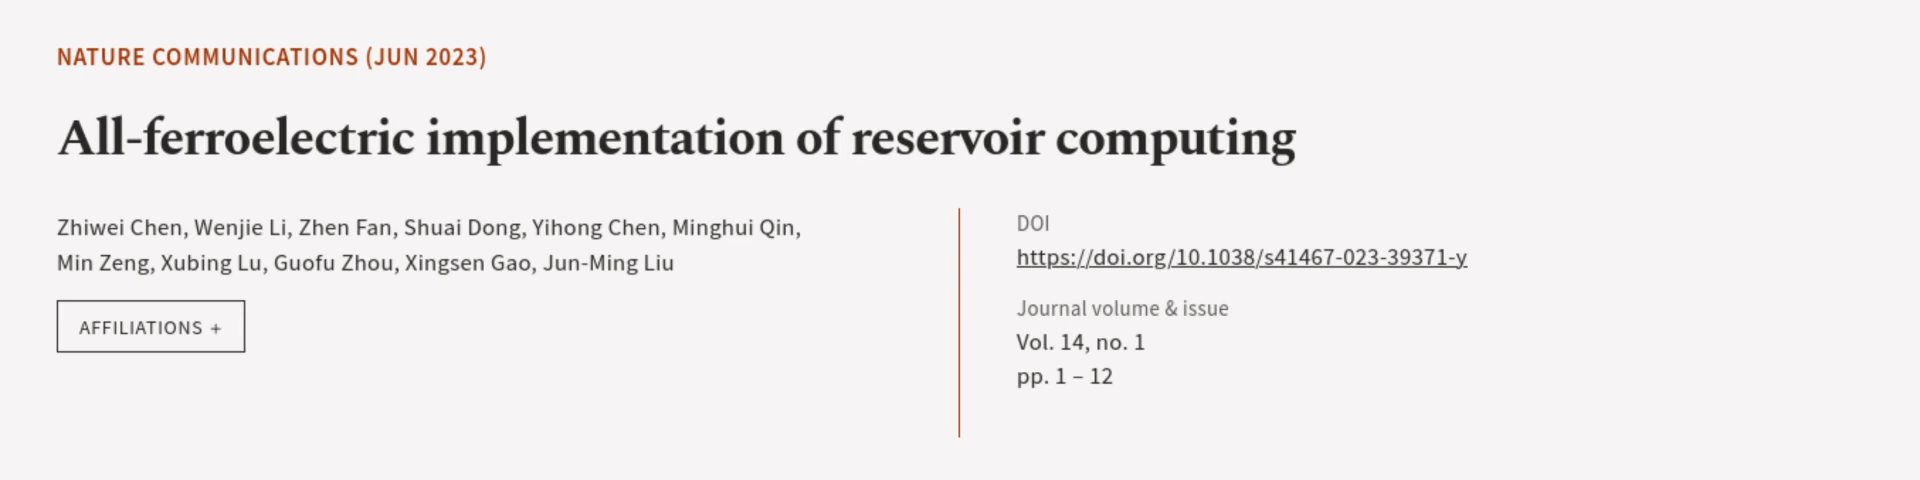 NATURE COMMUNICATIONS (JUN 2023)
All-ferroelectric implementation of reservoir computing
Zhiwei Chen, Wenjie Li, Zhen Fan, Shuai Dong, Yihong Chen, Minghui Qin,
Min Zeng, Xubing Lu, Guofu Zhou, Xingsen Gao, Jun-Ming Liu
AFFILIATIONS +
DOI
https://doi.org/10.1038/s41467-023-39371-y
Journal volume & issue
Vol. 14, no. 1
pp. 1 – 12